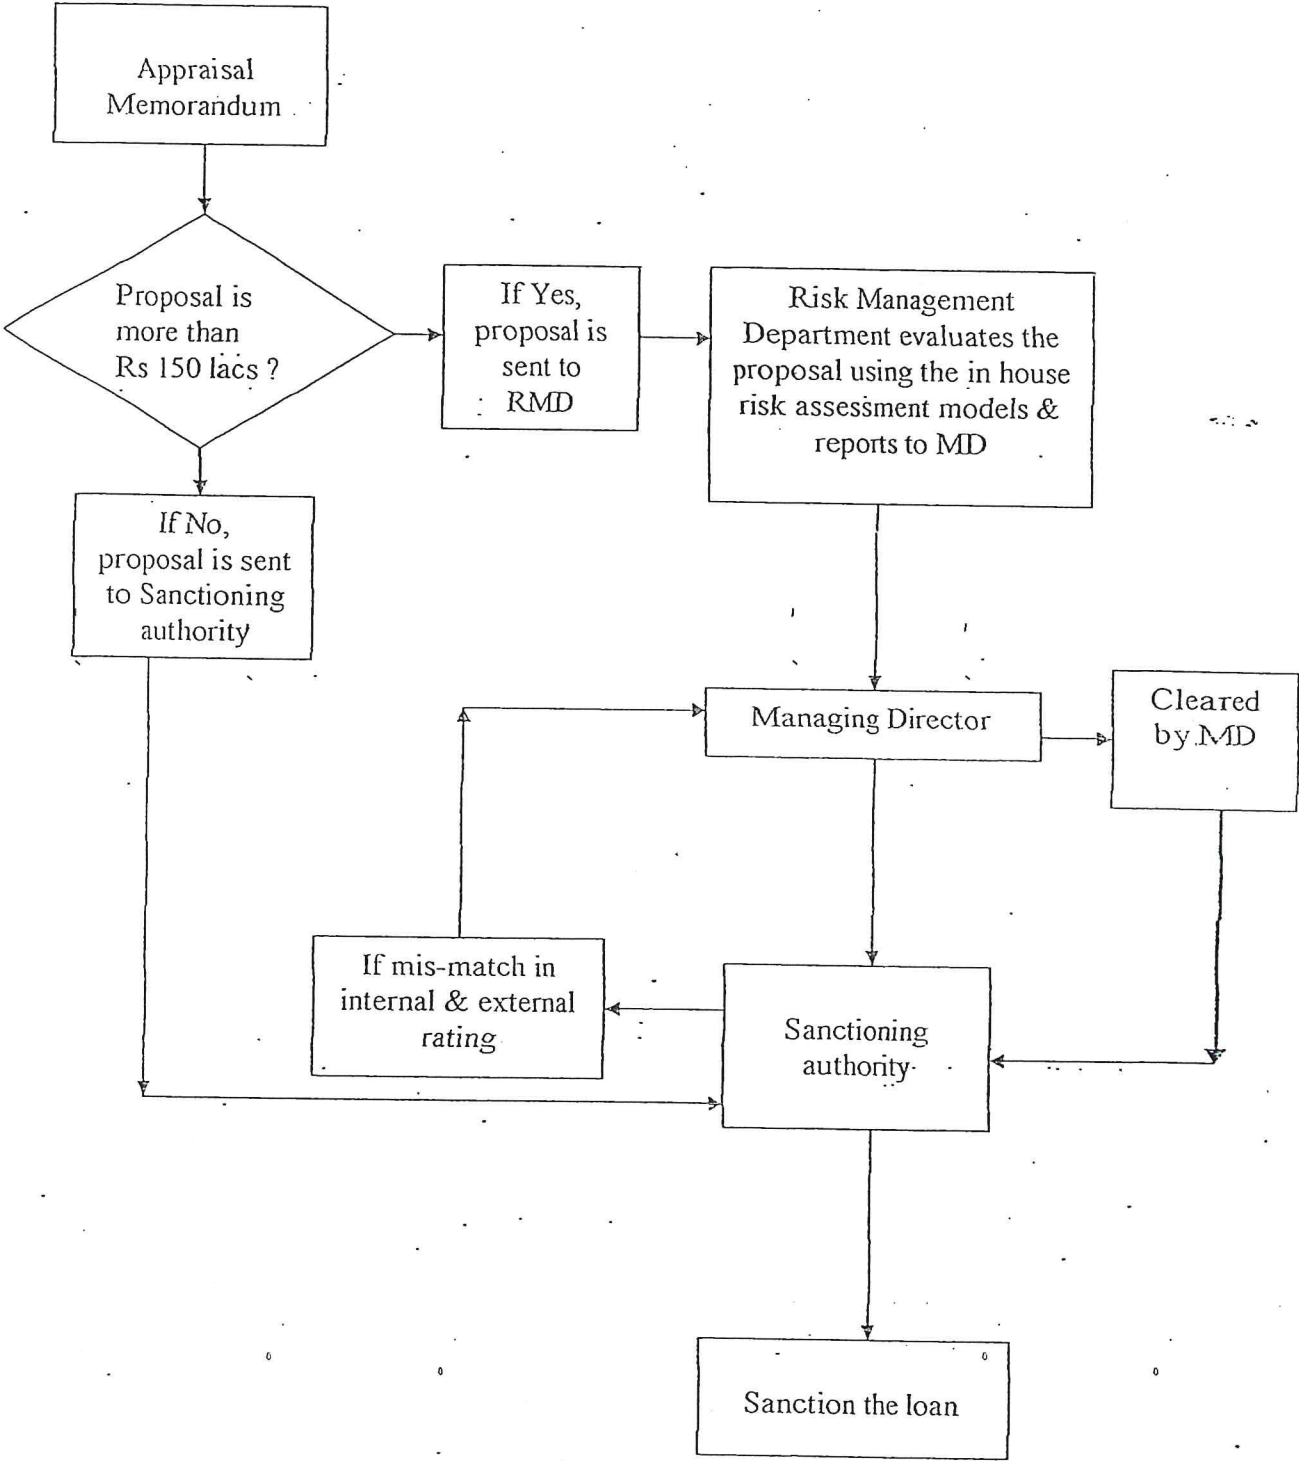 Appraisal
Memorandum
Proposal is
more than
Rs 150 lacs ?
If Yes,
proposal is
sent to
RMD
Risk Management
Department evaluates the
proposal using the in house
risk assessment models &
reports to MD
If No,
proposal is sent
to Sanctioning
authority
Managing Director
Cleared
by MD
If mis-match in
internal & external
rating
Sanctioning
authority
Sanction the loan